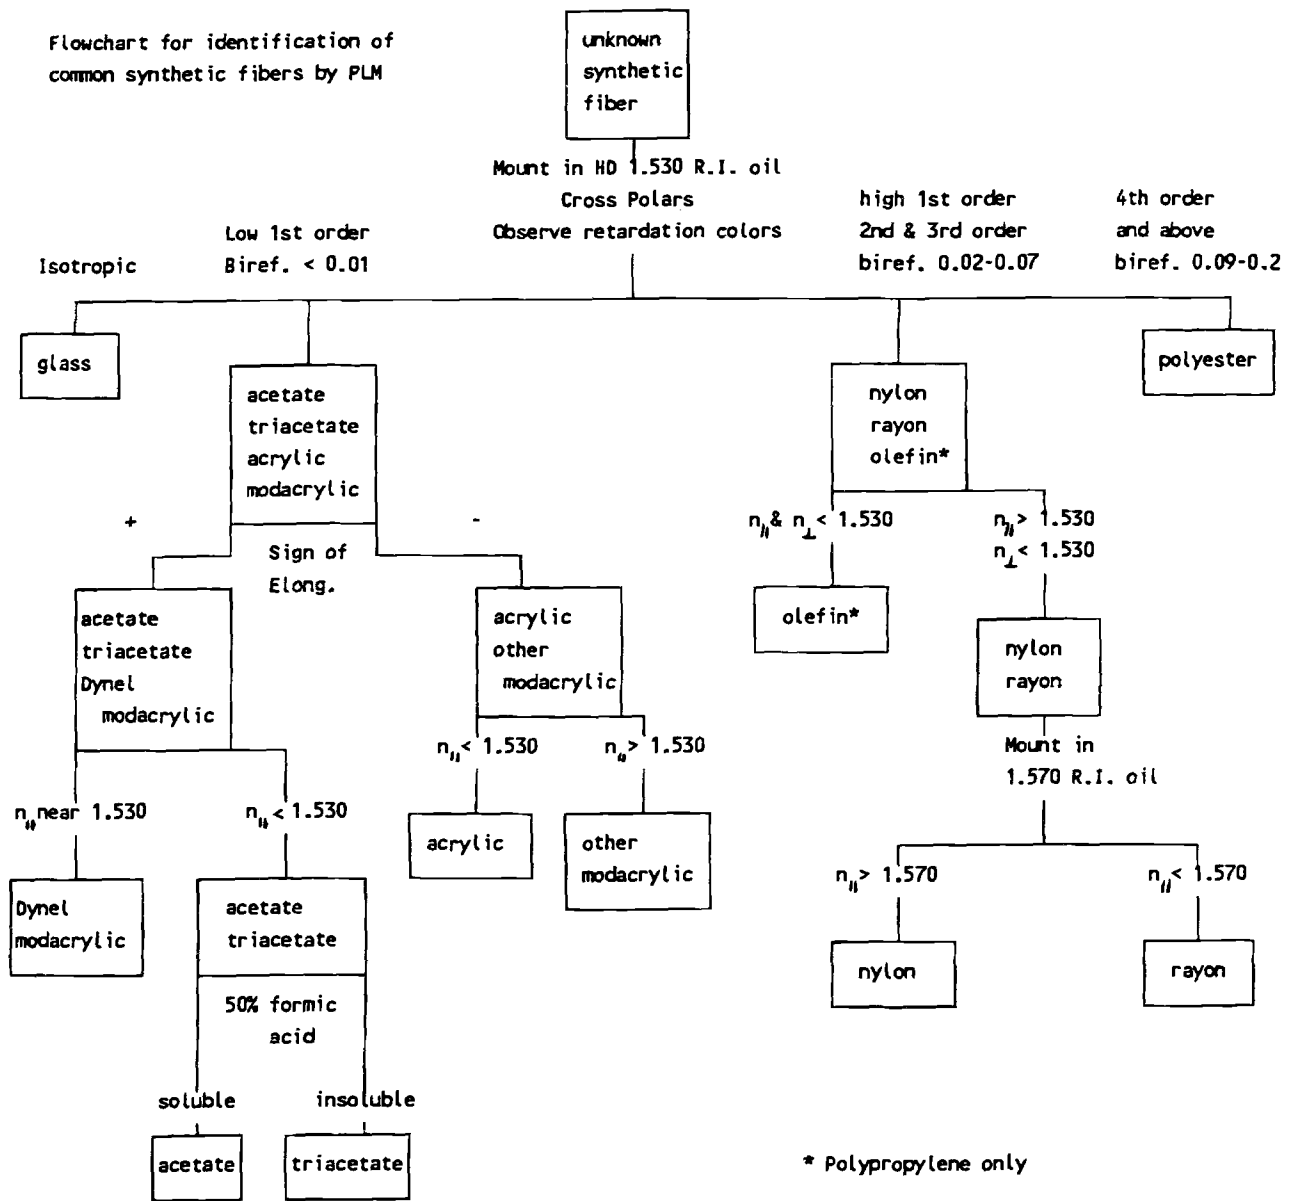 Flowchart for identification of
common synthetic fibers by PLM
unknown
synthetic
fiber
Mount in HD 1.530 R.I. oil
Cross Polars
Observe retardation colors
Isotropic
Low 1st order
Biref. < 0.01
high 1st order
2nd & 3rd order
biref. 0.02-0.07
4th order
and above
biref. 0.09-0.2
glass
acetate
triacetate
acrylic
modacrylic
nylon
rayon
olefin*
polyester
+
-
Sign of
Elong.
n∥ & n⊥ < 1.530
n∥ > 1.530
n⊥ < 1.530
acetate
triacetate
Dynel
modacrylic
acrylic
other
modacrylic
olefin*
nylon
rayon
n∥ near 1.530
n∥ < 1.530
n∥ < 1.530
n∥ > 1.530
Mount in
1.570 R.I. oil
Dynel
modacrylic
acetate
triacetate
acrylic
other
modacrylic
n∥ > 1.570
n∥ < 1.570
nylon
rayon
50% formic
acid
soluble
insoluble
acetate
triacetate
* Polypropylene only